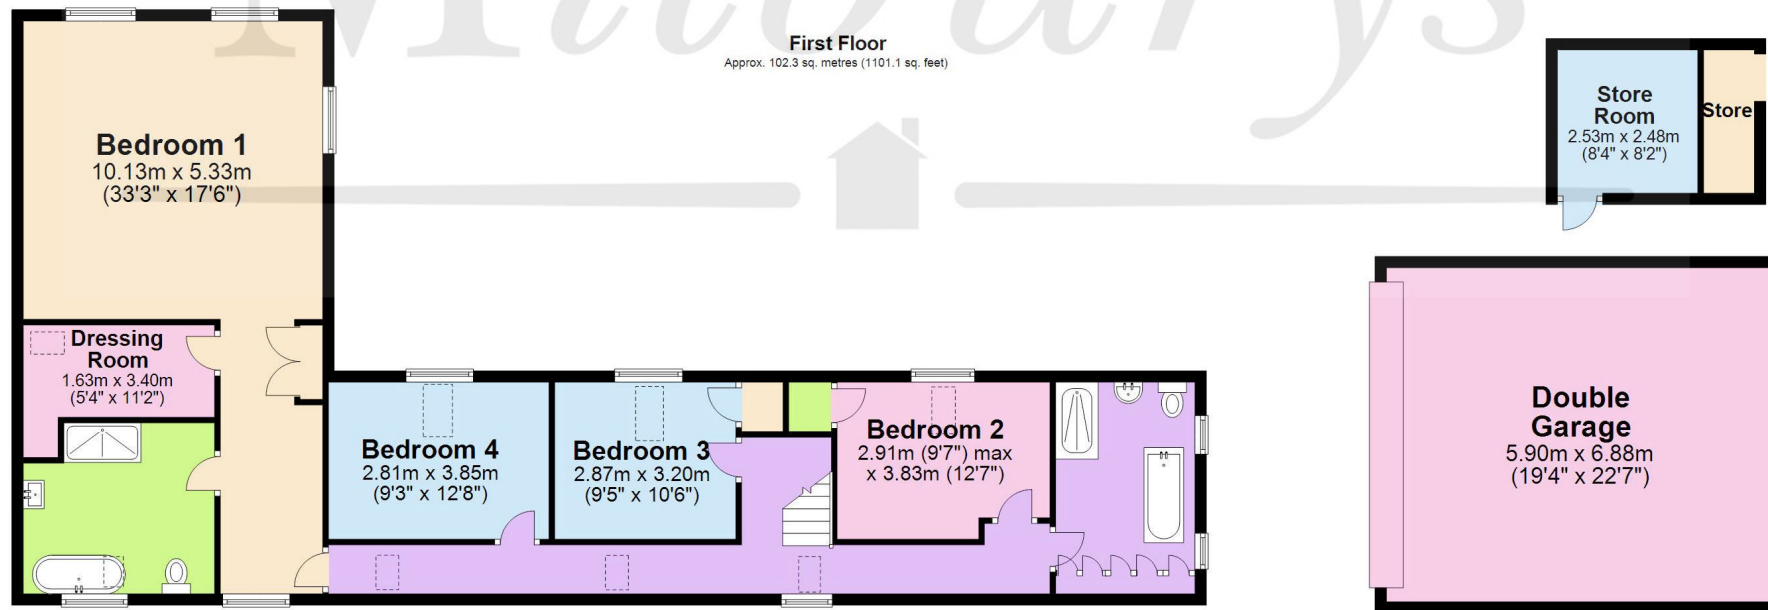 Milburys
First Floor
Approx. 102.3 sq. metres (1101.1 sq. feet)
Bedroom 1
10.13m x 5.33m
(33'3" x 17'6")
Store
Room
2.53m x 2.48m
(8'4" x 8'2")
Store
Dressing
Room
1.63m x 3.40m
(5'4" x 11'2")
Bedroom 4
2.81m x 3.85m
(9'3" x 12'8")
Bedroom 3
2.87m x 3.20m
(9'5" x 10'6")
Bedroom 2
2.91m (9'7") max
x 3.83m (12'7")
Double
Garage
5.90m x 6.88m
(19'4" x 22'7")